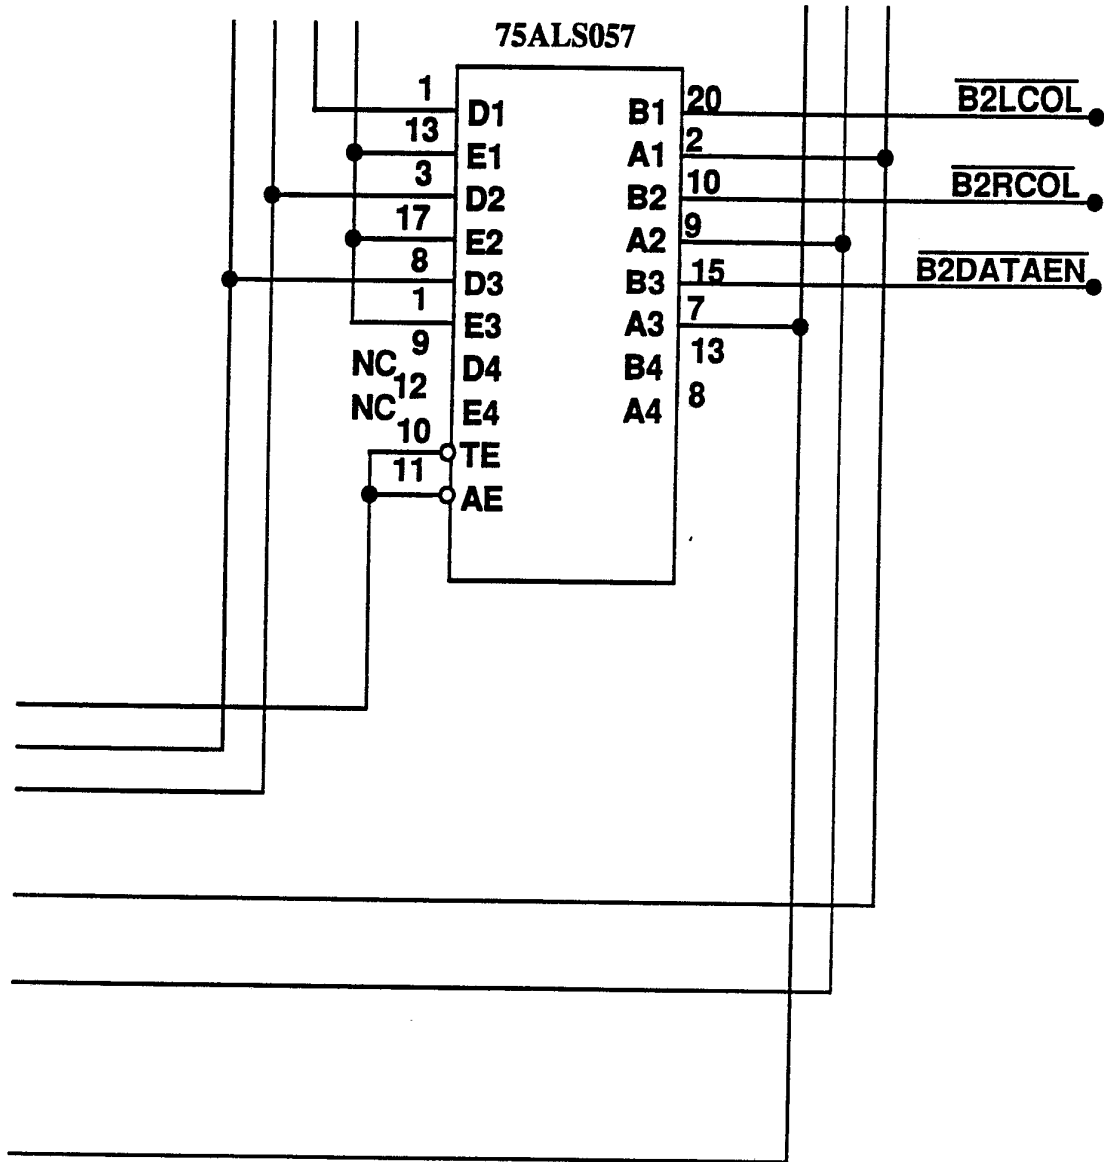 75ALS057
1 D1 B1 20 B2LCOL
13 E1 A1 2
3 D2 B2 10 B2RCOL
17 E2 A2 9
8 D3 B3 15 B2DATAEN
1 E3 A3 7
9 NC D4 B4 13
12 NC E4 A4 8
10 TE
11 AE